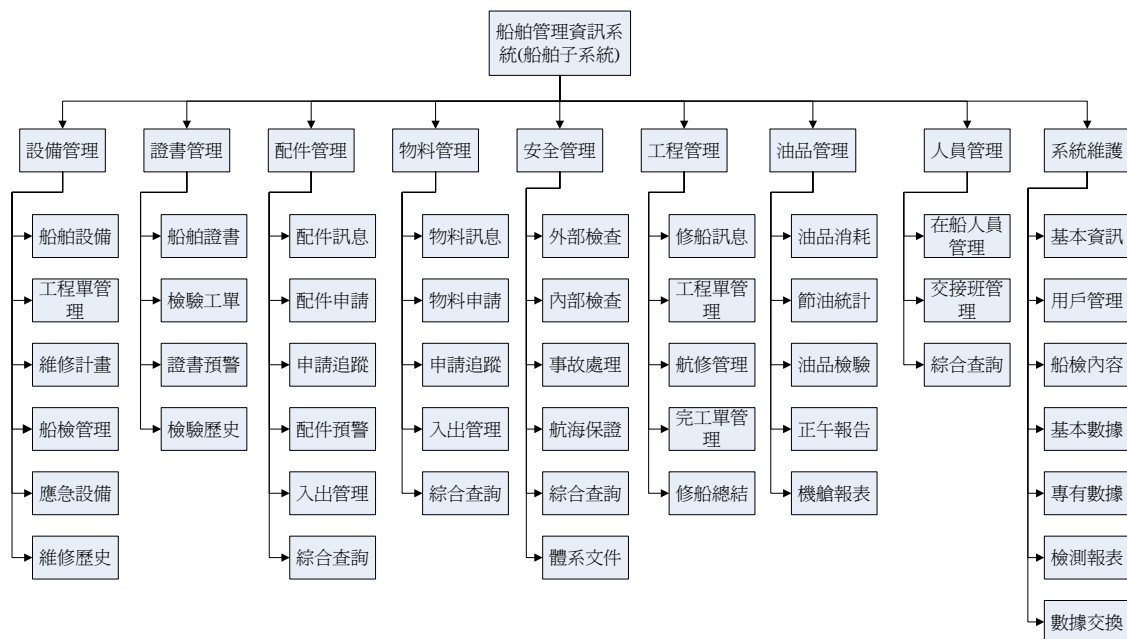 船舶管理資訊系
統(船舶子系統)
設備管理
證書管理
配件管理
物料管理
安全管理
工程管理
油品管理
人員管理
系統維護
船舶設備
工程單管
理
維修計畫
船檢管理
應急設備
維修歷史
船舶證書
檢驗工單
證書預警
檢驗歷史
配件訊息
配件申請
申請追蹤
配件預警
入出管理
綜合查詢
物料訊息
物料申請
申請追蹤
入出管理
綜合查詢
外部檢查
內部檢查
事故處理
航海保證
綜合查詢
體系文件
修船訊息
工程單管
理
航修管理
完工單管
理
修船總結
油品消耗
節油統計
油品檢驗
正午報告
機艙報表
在船人員
管理
交接班管
理
綜合查詢
基本資訊
用戶管理
船檢內容
基本數據
專有數據
檢測報表
數據交換